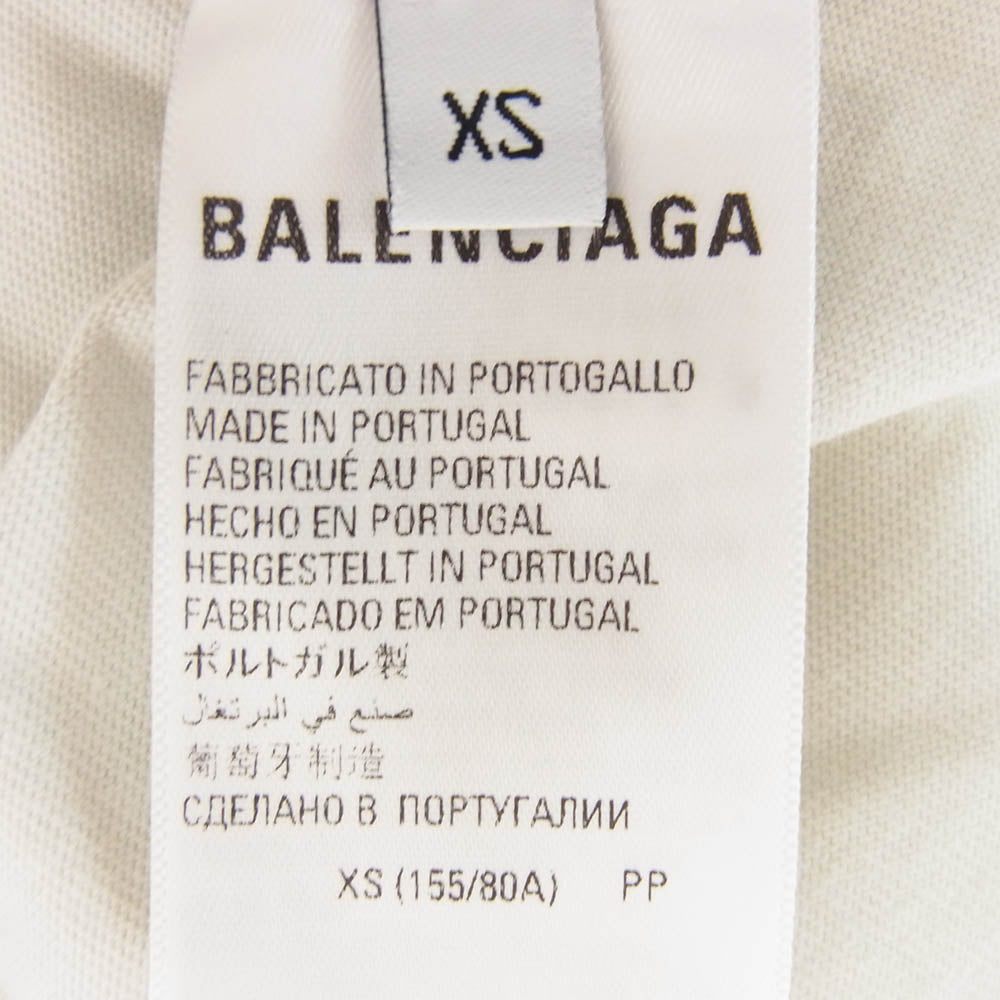 XS
BALENCIAGA
FABBRICATO IN PORTOGALLO
MADE IN PORTUGAL
FABRIQUÉ AU PORTUGAL
HECHO EN PORTUGAL
HERGESTELLT IN PORTUGAL
FABRICADO EM PORTUGAL
ポルトガル製
صنع في البرتغال
葡萄牙制造
СДЕЛАНО В ПОРТУГАЛИИ
XS (155/80A) PP